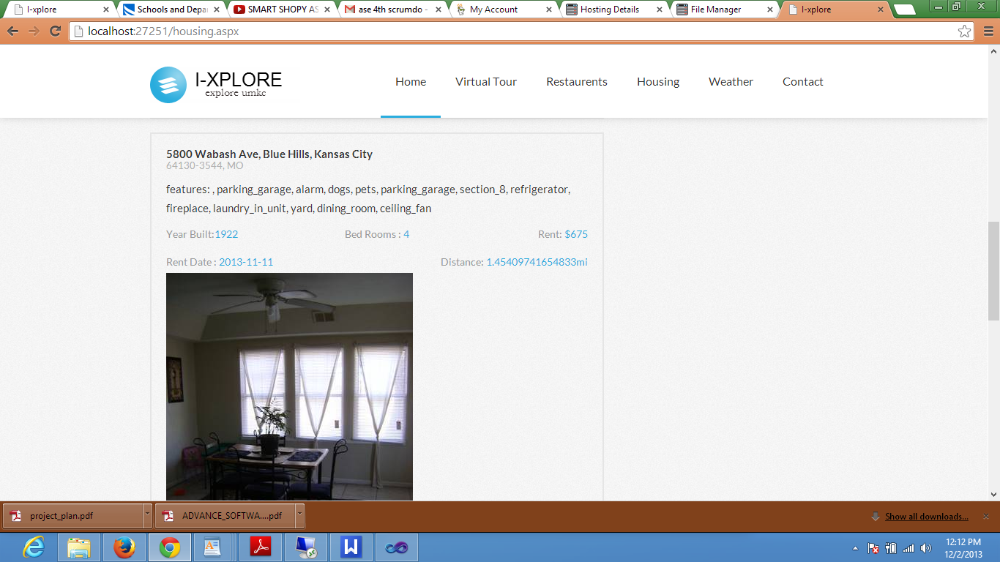 I-xplore
Schools and Depar
SMART SHOPY AS
ase 4th scrumdo -
My Account
Hosting Details
File Manager
I-xplore
localhost:27251/housing.aspx
I-XPLORE
explore umkc
Home
Virtual Tour
Restaurents
Housing
Weather
Contact
5800 Wabash Ave, Blue Hills, Kansas City
64130-3544, MO
features: , parking_garage, alarm, dogs, pets, parking_garage, section_8, refrigerator,
fireplace, laundry_in_unit, yard, dining_room, ceiling_fan
Year Built:1922
Bed Rooms : 4
Rent: $675
Rent Date : 2013-11-11
Distance: 1.45409741654833mi
project_plan.pdf
ADVANCE_SOFTWA....pdf
Show all downloads...
12:12 PM
12/2/2013